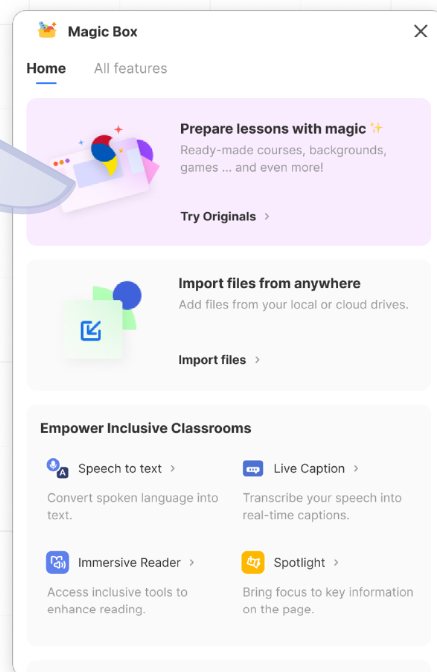 Magic Box
Home All features
Prepare lessons with magic ✨
Ready-made courses, backgrounds,
games ... and even more!
Try Originals >
Import files from anywhere
Add files from your local or cloud drives.
Import files >
Empower Inclusive Classrooms
Speech to text >
Convert spoken language into
text.
Live Caption >
Transcribe your speech into
real-time captions.
Immersive Reader >
Access inclusive tools to
enhance reading.
Spotlight >
Bring focus to key information
on the page.